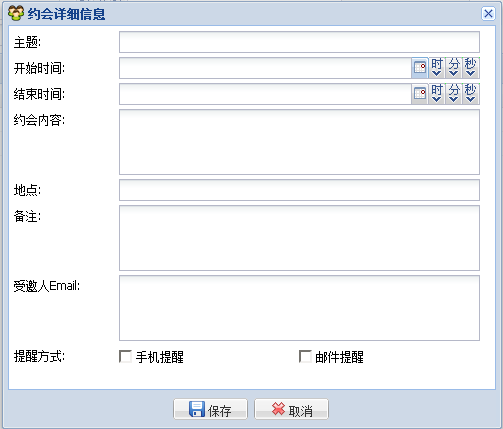 约会详细信息
主题:
开始时间: 时 分 秒
结束时间: 时 分 秒
约会内容:
地点:
备注:
受邀人Email:
提醒方式: 手机提醒 邮件提醒
保存 取消